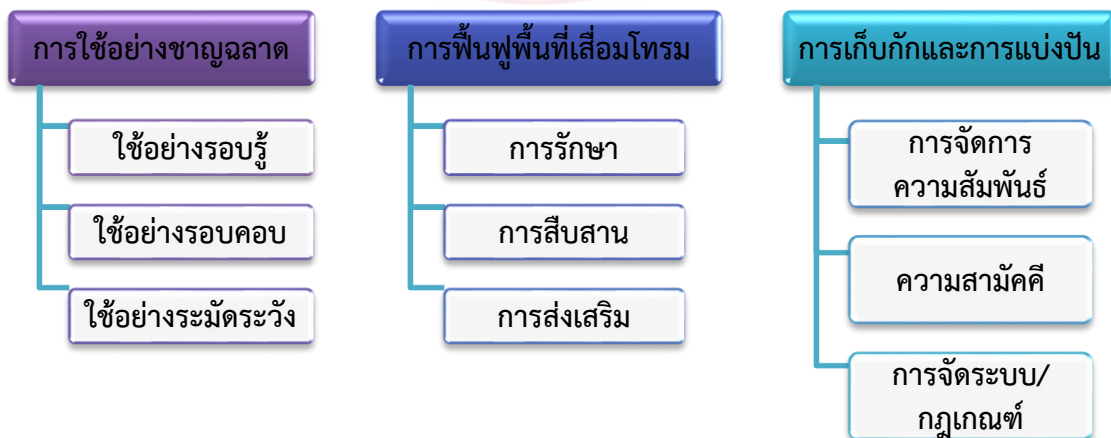 การใช้อย่างชาญฉลาด
ใช้อย่างรอบรู้
ใช้อย่างรอบคอบ
ใช้อย่างระมัดระวัง
การฟื้นฟูพื้นที่เสื่อมโทรม
การรักษา
การสืบสาน
การส่งเสริม
การเก็บกักและการแบ่งปัน
การจัดการ
ความสัมพันธ์
ความสามัคคี
การจัดระบบ/
กฎเกณฑ์